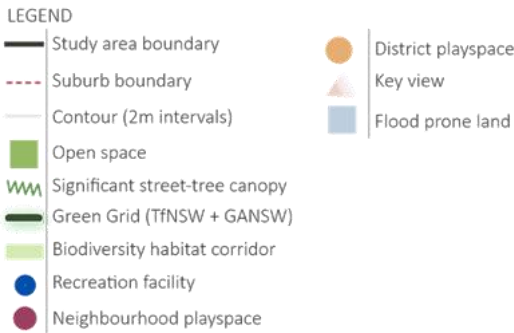 LEGEND
Study area boundary
Suburb boundary
Contour (2m intervals)
Open space
Significant street-tree canopy
Green Grid (TfNSW + GANSW)
Biodiversity habitat corridor
Recreation facility
Neighbourhood playspace
District playspace
Key view
Flood prone land